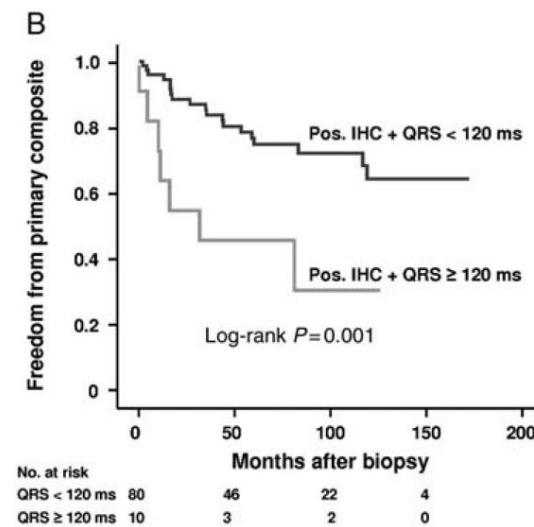 B
Freedom from primary composite
1.0
0.8
0.6
0.4
0.2
0
Pos. IHC + QRS < 120 ms
Pos. IHC + QRS ≥ 120 ms
Log-rank P=0.001
0 50 100 150 200
Months after biopsy
No. at risk
QRS < 120 ms 80 46 22 4
QRS ≥ 120 ms 10 3 2 0